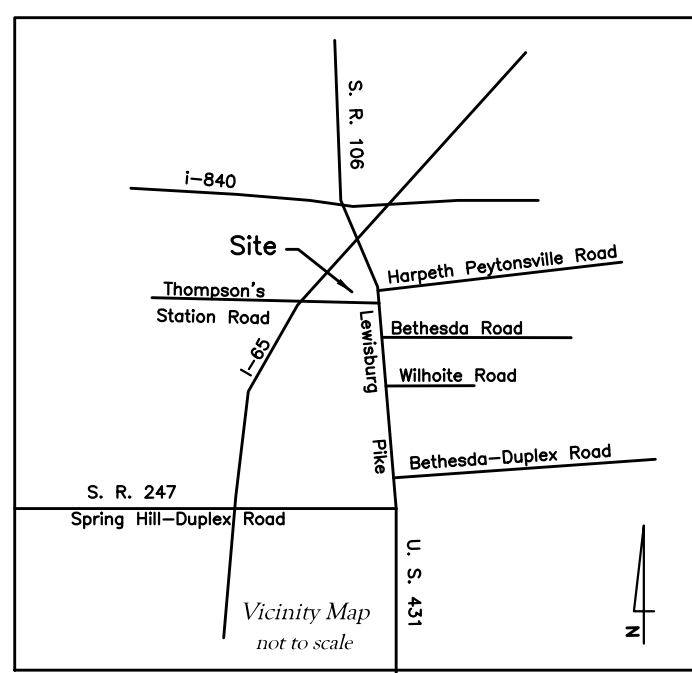 S. R. 106
i-840
Site
Harpeth Peytonsville Road
Thompson's
Station Road
Lewisburg
Pike
Bethesda Road
I-65
Wilhoite Road
Bethesda-Duplex Road
S. R. 247
Spring Hill-Duplex Road
U. S. 431
Vicinity Map
not to scale
N